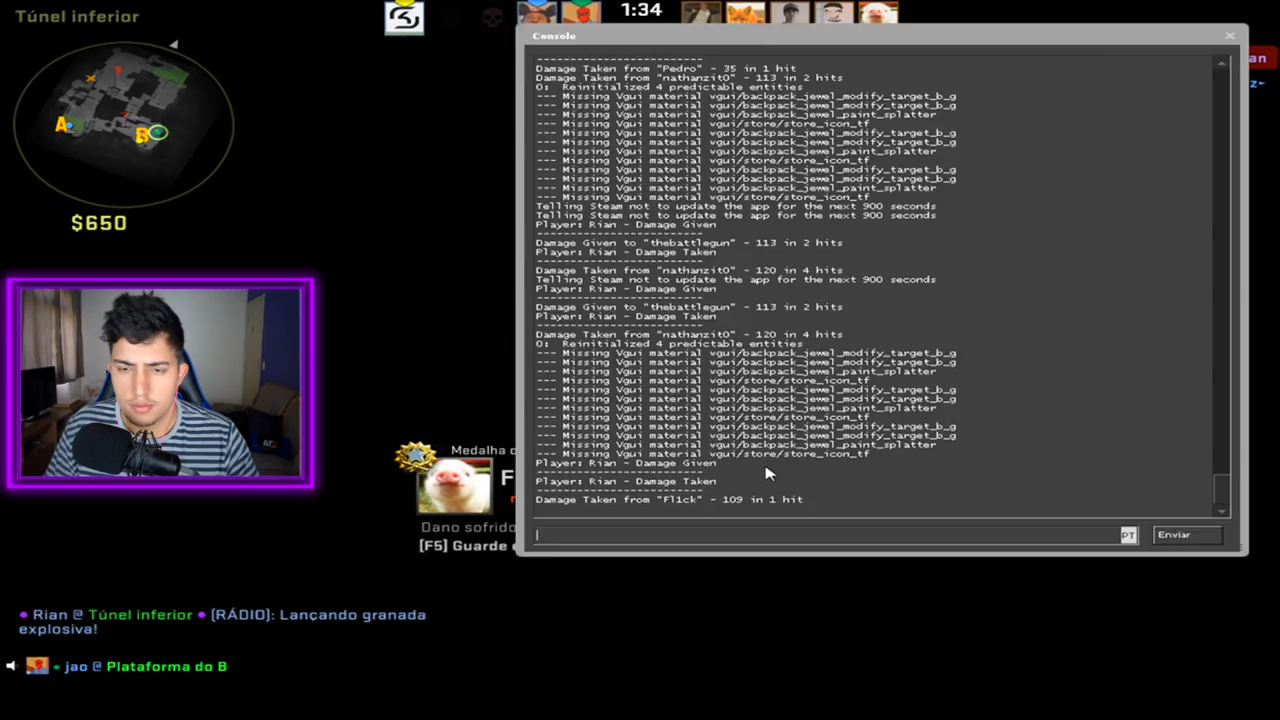 Túnel inferior
1:34
A
B
$650
Console
-------------------------
Damage Taken from "Pedro" - 35 in 1 hit
Damage Taken from "nathanzit0" - 113 in 2 hits
0:  Reinitialized 4 predictable entities
--- Missing Vgui material vgui/backpack_jewel_modify_target_b_g
--- Missing Vgui material vgui/backpack_jewel_modify_target_b_g
--- Missing Vgui material vgui/backpack_jewel_paint_splatter
--- Missing Vgui material vgui/store/store_icon_tf
--- Missing Vgui material vgui/backpack_jewel_modify_target_b_g
--- Missing Vgui material vgui/backpack_jewel_modify_target_b_g
--- Missing Vgui material vgui/backpack_jewel_paint_splatter
--- Missing Vgui material vgui/store/store_icon_tf
--- Missing Vgui material vgui/backpack_jewel_modify_target_b_g
--- Missing Vgui material vgui/backpack_jewel_modify_target_b_g
--- Missing Vgui material vgui/backpack_jewel_paint_splatter
--- Missing Vgui material vgui/store/store_icon_tf
Telling Steam not to update the app for the next 900 seconds
Telling Steam not to update the app for the next 900 seconds
Player: Rian - Damage Given
-------------------------
Damage Given to "thebattlegun" - 113 in 2 hits
Player: Rian - Damage Taken
-------------------------
Damage Taken from "nathanzit0" - 120 in 4 hits
Telling Steam not to update the app for the next 900 seconds
Player: Rian - Damage Given
-------------------------
Damage Given to "thebattlegun" - 113 in 2 hits
Player: Rian - Damage Taken
-------------------------
Damage Taken from "nathanzit0" - 120 in 4 hits
0:  Reinitialized 4 predictable entities
--- Missing Vgui material vgui/backpack_jewel_modify_target_b_g
--- Missing Vgui material vgui/backpack_jewel_modify_target_b_g
--- Missing Vgui material vgui/backpack_jewel_paint_splatter
--- Missing Vgui material vgui/store/store_icon_tf
--- Missing Vgui material vgui/backpack_jewel_modify_target_b_g
--- Missing Vgui material vgui/backpack_jewel_modify_target_b_g
--- Missing Vgui material vgui/backpack_jewel_paint_splatter
--- Missing Vgui material vgui/store/store_icon_tf
--- Missing Vgui material vgui/backpack_jewel_modify_target_b_g
--- Missing Vgui material vgui/backpack_jewel_modify_target_b_g
--- Missing Vgui material vgui/backpack_jewel_paint_splatter
--- Missing Vgui material vgui/store/store_icon_tf
Player: Rian - Damage Given
-------------------------
Player: Rian - Damage Taken
-------------------------
Damage Taken from "Fl1ck" - 109 in 1 hit
PT
Enviar
an
z-
Medalha d
F
Dano sofrido
[F5] Guarde
• Rian @ Túnel inferior • [RÁDIO]: Lançando granada
explosiva!
• jao @ Plataforma do B